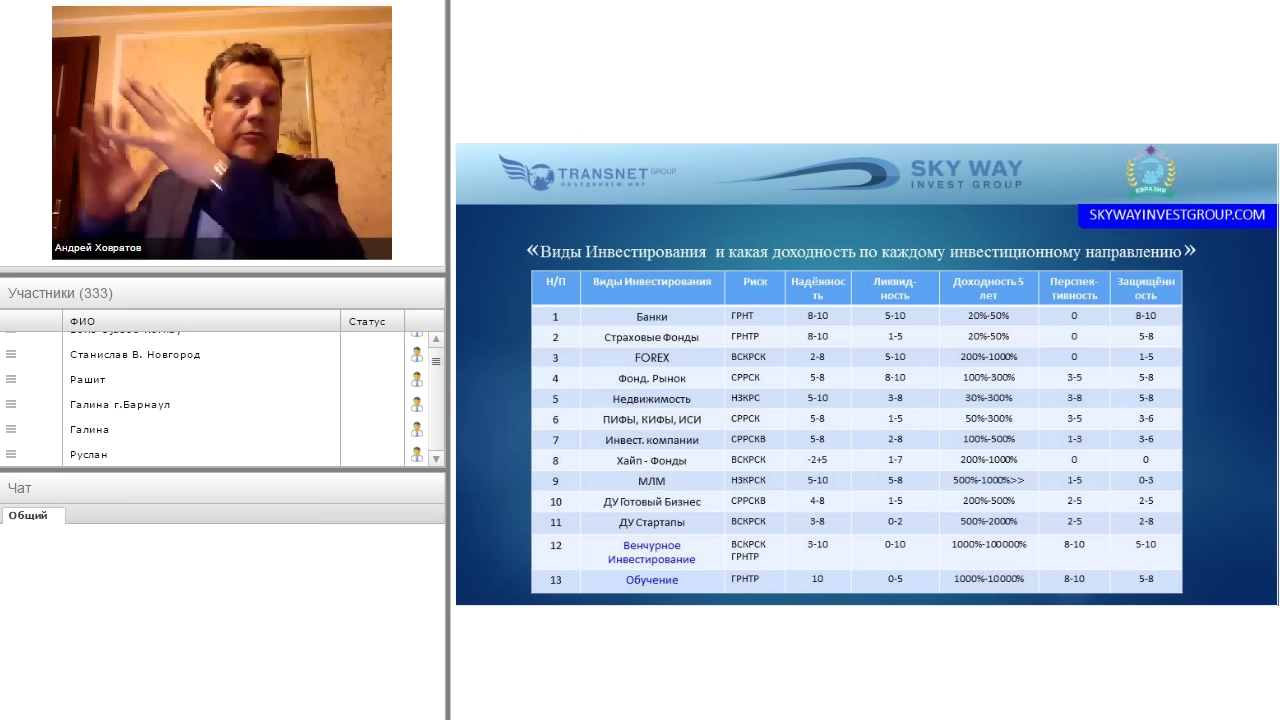 Андрей Ховратов
Участники (333)
ФИО Статус
Станислав В. Новгород
Рашит
Галина г.Барнаул
Галина
Руслан
Чат
Общий
TRANSNET GROUP
ОБЪЕДИНЯЕМ МИР
SKY WAY
INVEST GROUP
ЕВРАЗИЯ
SKYWAYINVESTGROUP.COM
«Виды Инвестирования и какая доходность по каждому инвестиционному направлению»
Н/П Виды Инвестирования Риск Надёжнос Ликвид- Доходность 5 Перспек- Защищённ
ть ность лет тивность ость
1 Банки ГРНТ 8-10 5-10 20%-50% 0 8-10
2 Страховые Фонды ГРНТР 8-10 1-5 20%-50% 0 5-8
3 FOREX ВСКРСК 2-8 5-10 200%-1000% 0 1-5
4 Фонд. Рынок СРРСК 5-8 8-10 100%-300% 3-5 5-8
5 Недвижимость НЗКРС 5-10 3-8 30%-300% 3-8 5-8
6 ПИФЫ, КИФЫ, ИСИ СРРСК 5-8 1-5 50%-300% 3-5 3-6
7 Инвест. компании СРРСКВ 5-8 2-8 100%-500% 1-3 3-6
8 Хайп - Фонды ВСКРСК -2+5 1-7 200%-1000% 0 0
9 МЛМ НЗКРСК 5-10 5-8 500%-1000%>> 1-5 0-3
10 ДУ Готовый Бизнес СРРСКВ 4-8 1-5 200%-500% 2-5 2-5
11 ДУ Стартапы ВСКРСК 3-8 0-2 500%-2000% 2-5 2-8
12 Венчурное ВСКРСК 3-10 0-10 1000%-100000% 8-10 5-10
Инвестирование ГРНТР
13 Обучение ГРНТР 10 0-5 1000%-10000% 8-10 5-8